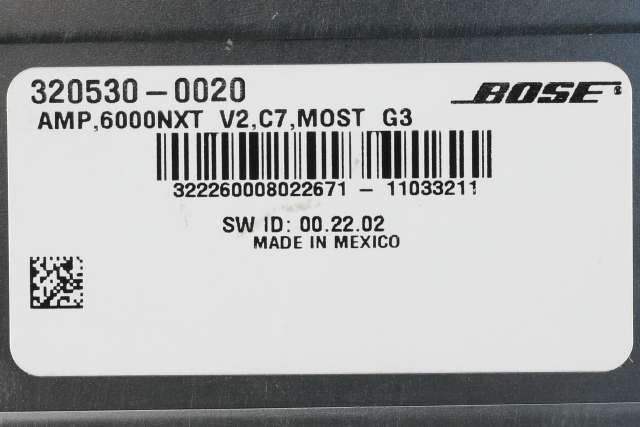 320530-0020
BOSE®
AMP,6000NXT V2,C7,MOST G3
322260008022671 - 11033211
SW ID: 00.22.02
MADE IN MEXICO